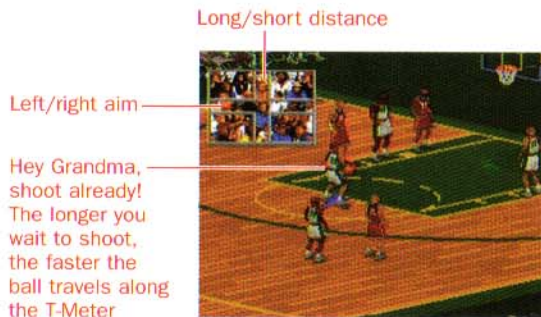 Long/short distance
Left/right aim
Hey Grandma,
shoot already!
The longer you
wait to shoot,
the faster the
ball travels along
the T-Meter